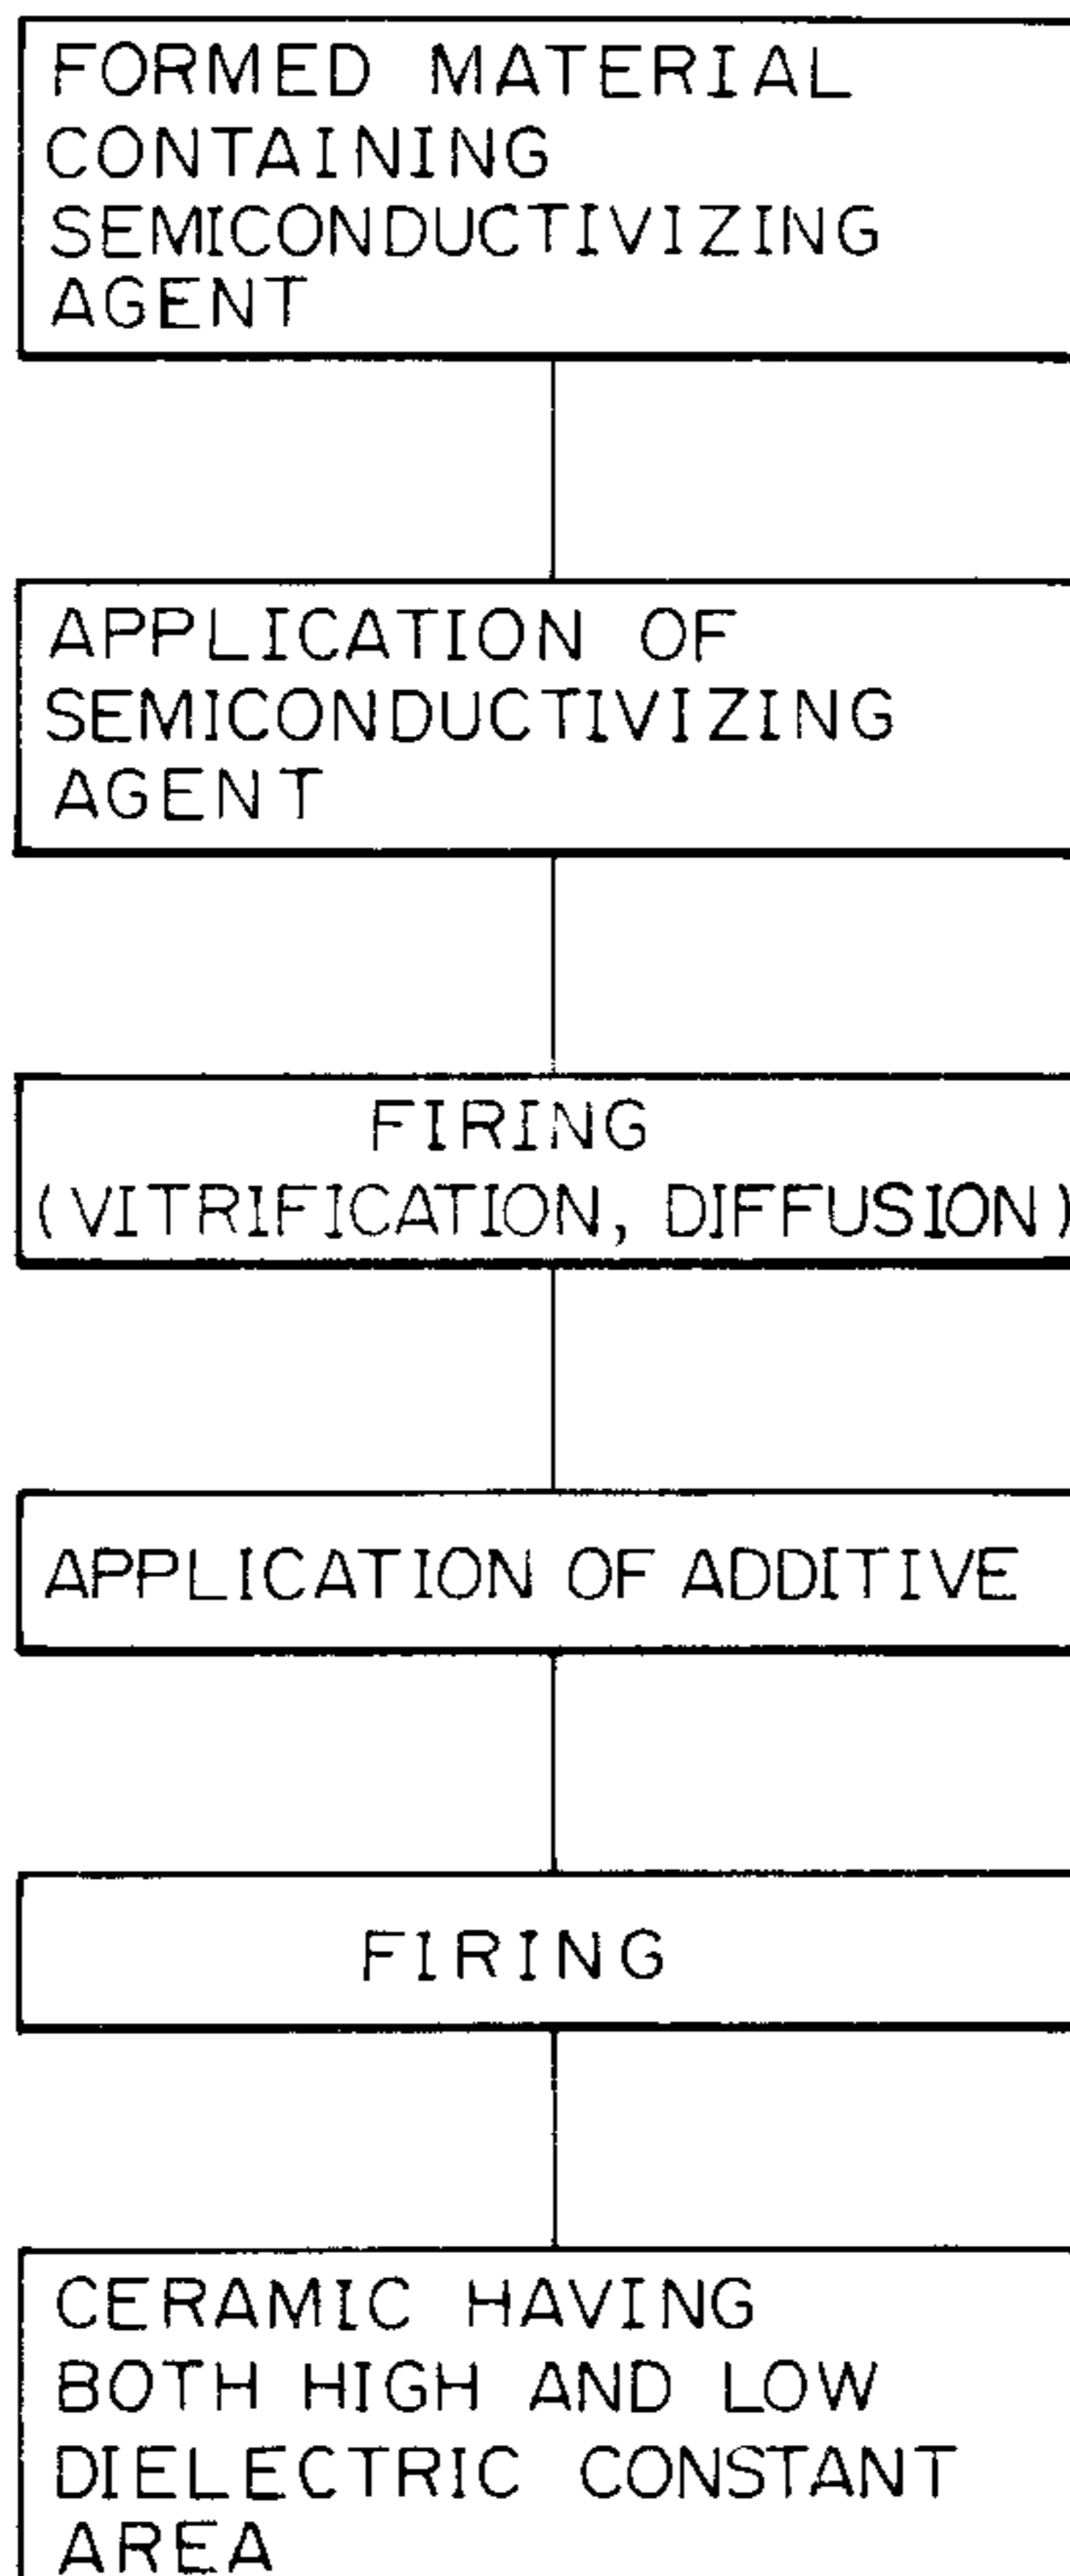 FORMED MATERIAL
CONTAINING
SEMICONDUCTIVIZING
AGENT
APPLICATION OF
SEMICONDUCTIVIZING
AGENT
FIRING
(VITRIFICATION, DIFFUSION)
APPLICATION OF ADDITIVE
FIRING
CERAMIC HAVING
BOTH HIGH AND LOW
DIELECTRIC CONSTANT
AREA